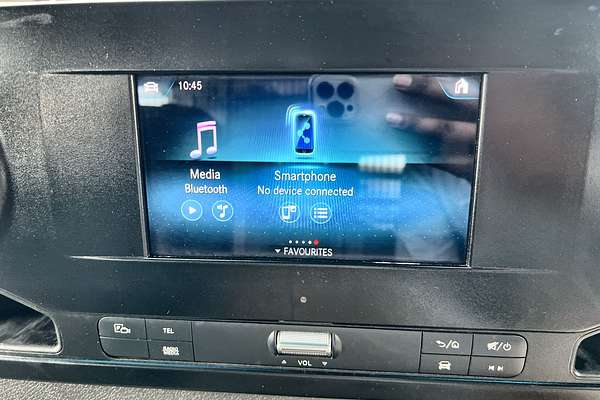 10:45
Media
Bluetooth
Smartphone
No device connected
FAVOURITES
TEL
RADIO
MEDIA
VOL